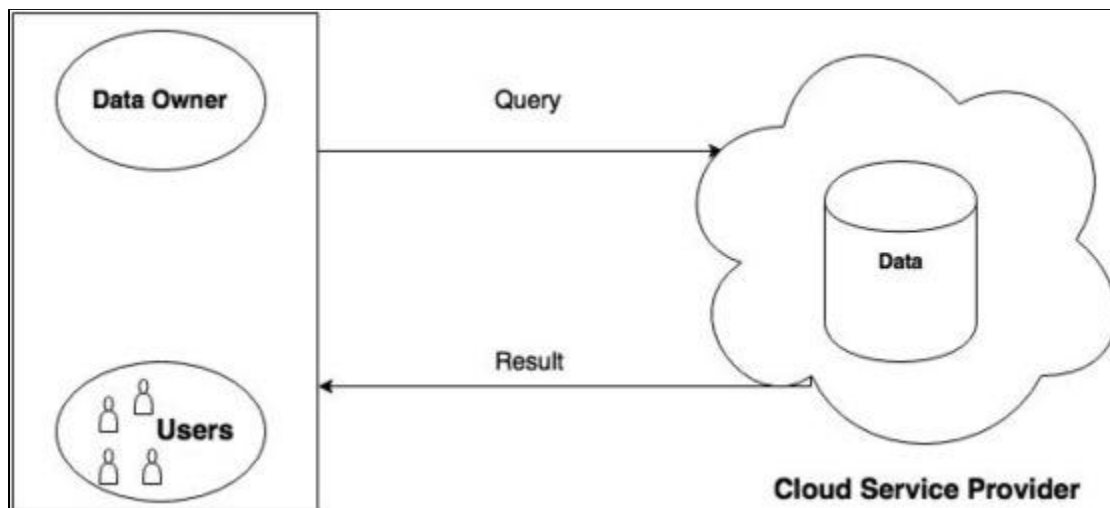 Data Owner
Query
Data
Result
Users
Cloud Service Provider